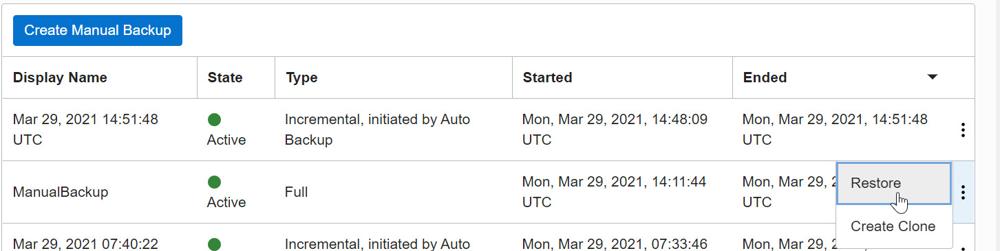 Create Manual Backup
Display Name State Type Started Ended
Mar 29, 2021 14:51:48 Incremental, initiated by Auto Mon, Mar 29, 2021, 14:48:09 Mon, Mar 29, 2021, 14:51:48
UTC Active Backup UTC UTC
ManualBackup Active Full Mon, Mar 29, 2021, 14:11:44 Mon, Mar 29, 2
UTC UTC
Restore
Create Clone
Mar 29, 2021 07:40:22 Incremental, initiated by Auto Mon, Mar 29, 2021, 07:33:46 Mon, Mar 29,